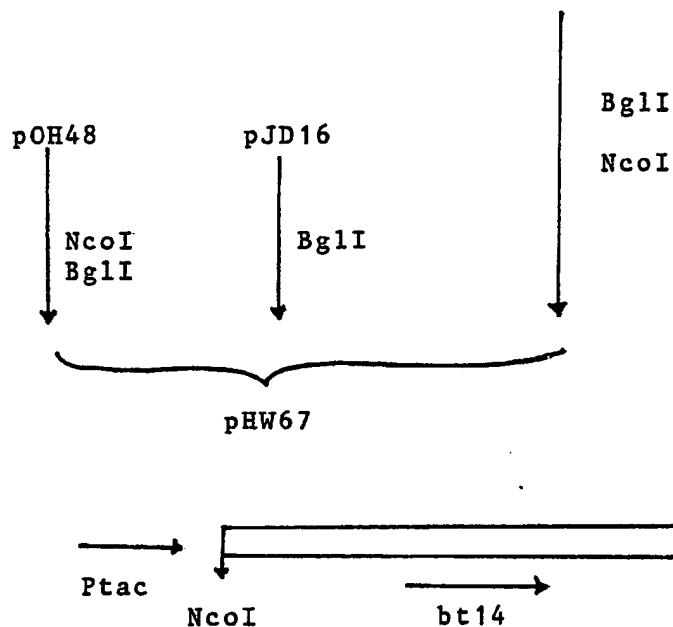 BglI
pOH48
pJD16
NcoI
NcoI
BglI
BglI
pHW67
Ptac
NcoI
bt14